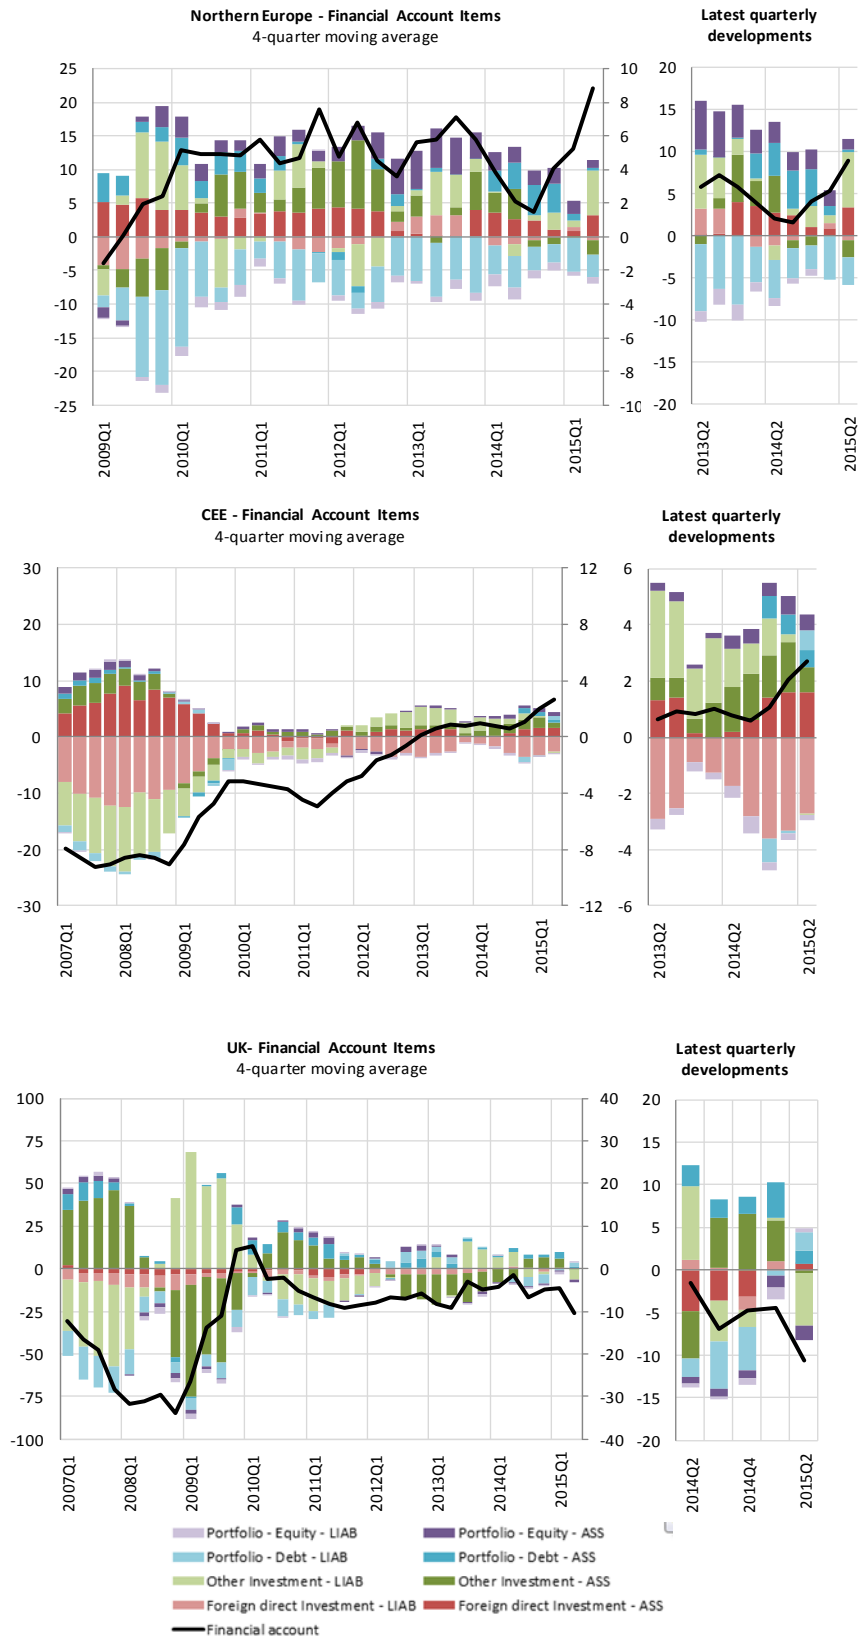 Northern Europe - Financial Account Items
4-quarter moving average
Latest quarterly
developments
25
20
15
10
5
0
-5
-10
-15
-20
-25
10
8
6
4
2
0
-2
-4
-6
-8
-10
20
15
10
5
0
-5
-10
-15
-20
2009Q1
2010Q1
2011Q1
2012Q1
2013Q1
2014Q1
2015Q1
2013Q2
2014Q2
2015Q2
CEE - Financial Account Items
4-quarter moving average
Latest quarterly
developments
30
20
10
0
-10
-20
-30
12
8
4
0
-4
-8
-12
6
4
2
0
-2
-4
-6
2007Q1
2008Q1
2009Q1
2010Q1
2011Q1
2012Q1
2013Q1
2014Q1
2015Q1
2013Q2
2014Q2
2015Q2
UK- Financial Account Items
4-quarter moving average
Latest quarterly
developments
100
75
50
25
0
-25
-50
-75
-100
40
30
20
10
0
-10
-20
-30
-40
20
15
10
5
0
-5
-10
-15
-20
2007Q1
2008Q1
2009Q1
2010Q1
2011Q1
2012Q1
2013Q1
2014Q1
2015Q1
2014Q2
2014Q4
2015Q2
Portfolio - Equity - LIAB
Portfolio - Equity - ASS
Portfolio - Debt - LIAB
Portfolio - Debt - ASS
Other Investment - LIAB
Other Investment - ASS
Foreign direct Investment - LIAB
Foreign direct Investment - ASS
Financial account